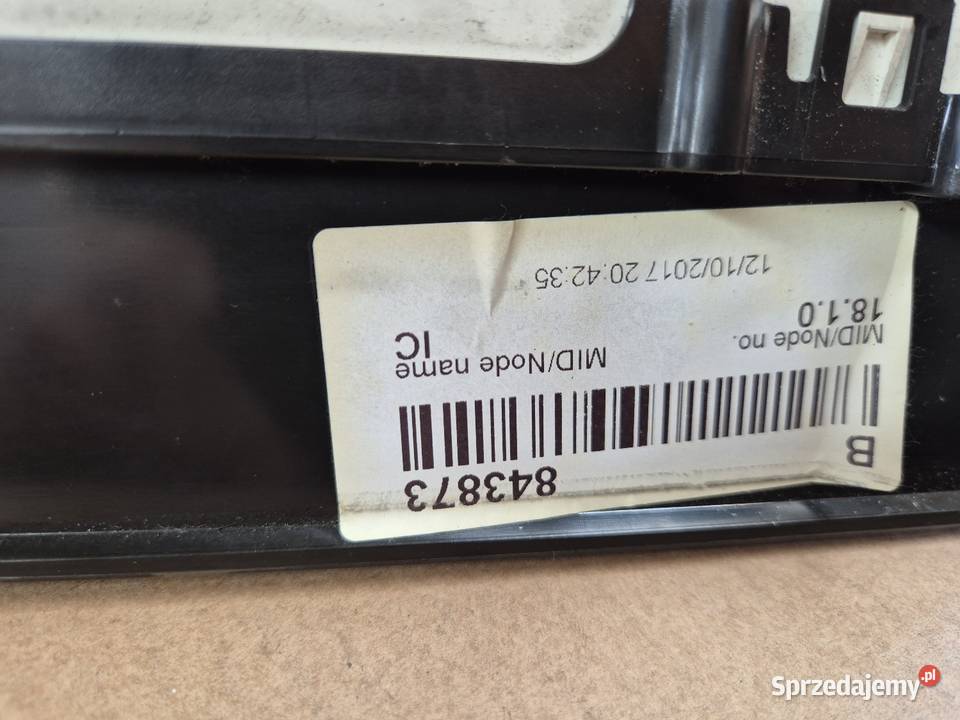 B 843873
MID/Node no. MID/Node name
18.1.0 IC
12/10/2017 20:42:35
Sprzedajemy.pl